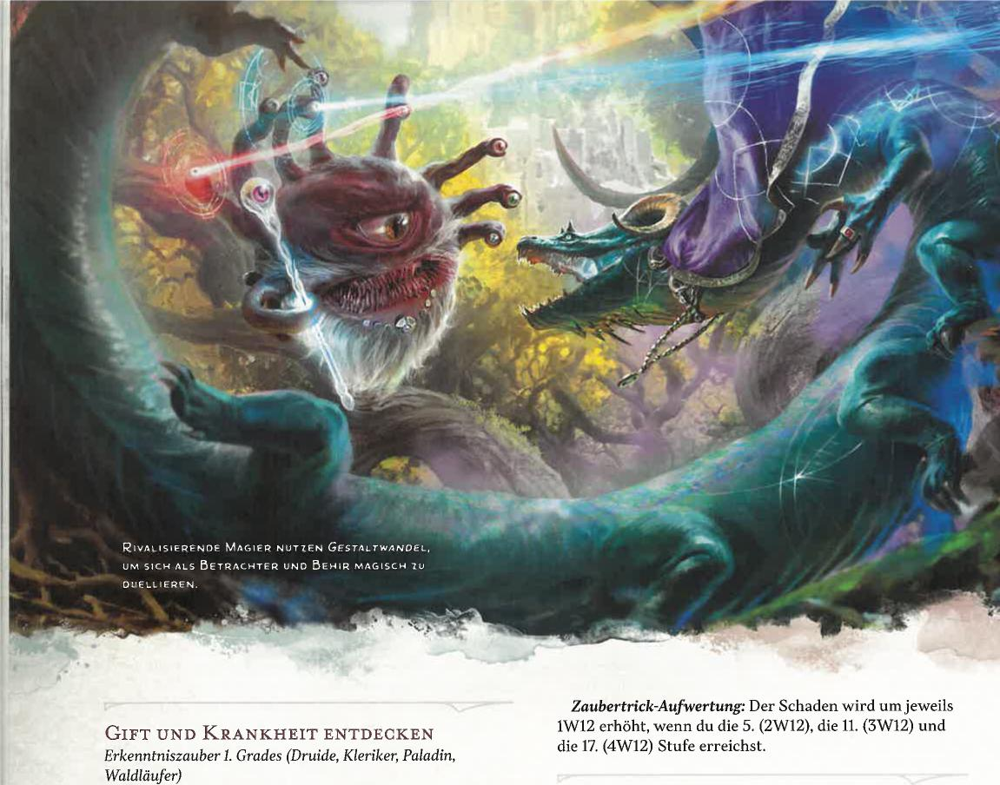 Rivalisierende Magier nutzen Gestaltwandel,
um sich als Betrachter und Behir magisch zu
duellieren.
Gift und Krankheit entdecken
Erkenntniszauber 1. Grades (Druide, Kleriker, Paladin,
Waldläufer)
Zaubertrick-Aufwertung: Der Schaden wird um jeweils
1W12 erhöht, wenn du die 5. (2W12), die 11. (3W12) und
die 17. (4W12) Stufe erreichst.